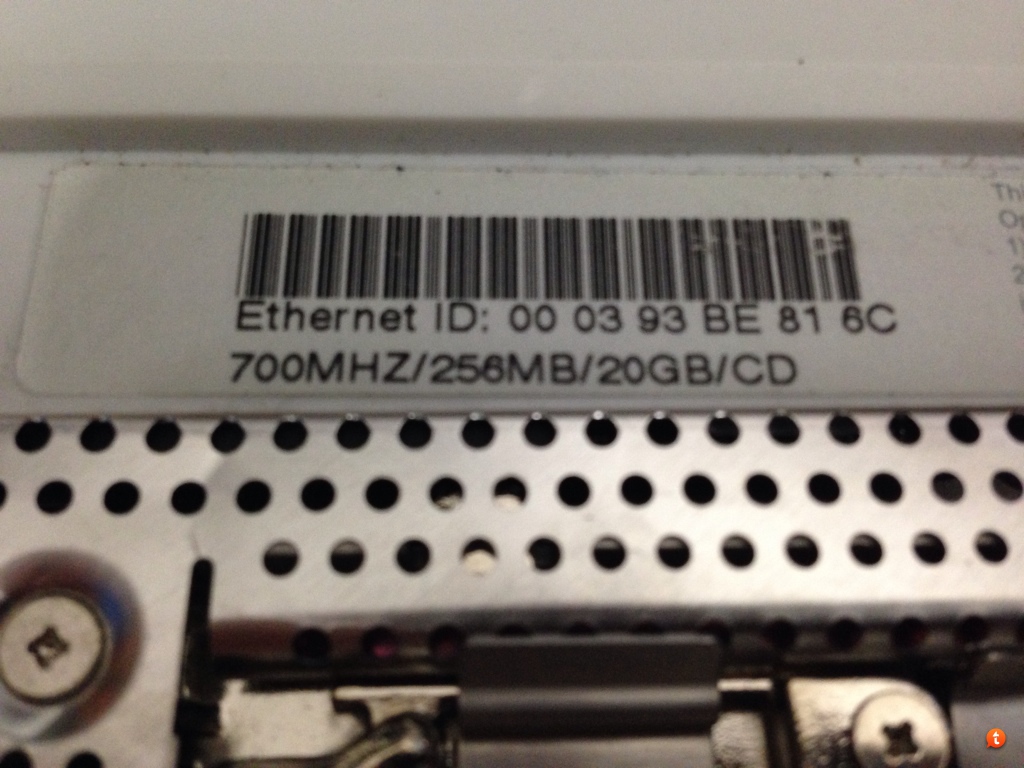 Ethernet ID: 00 03 93 BE 81 6C
700MHZ/256MB/20GB/CD
t